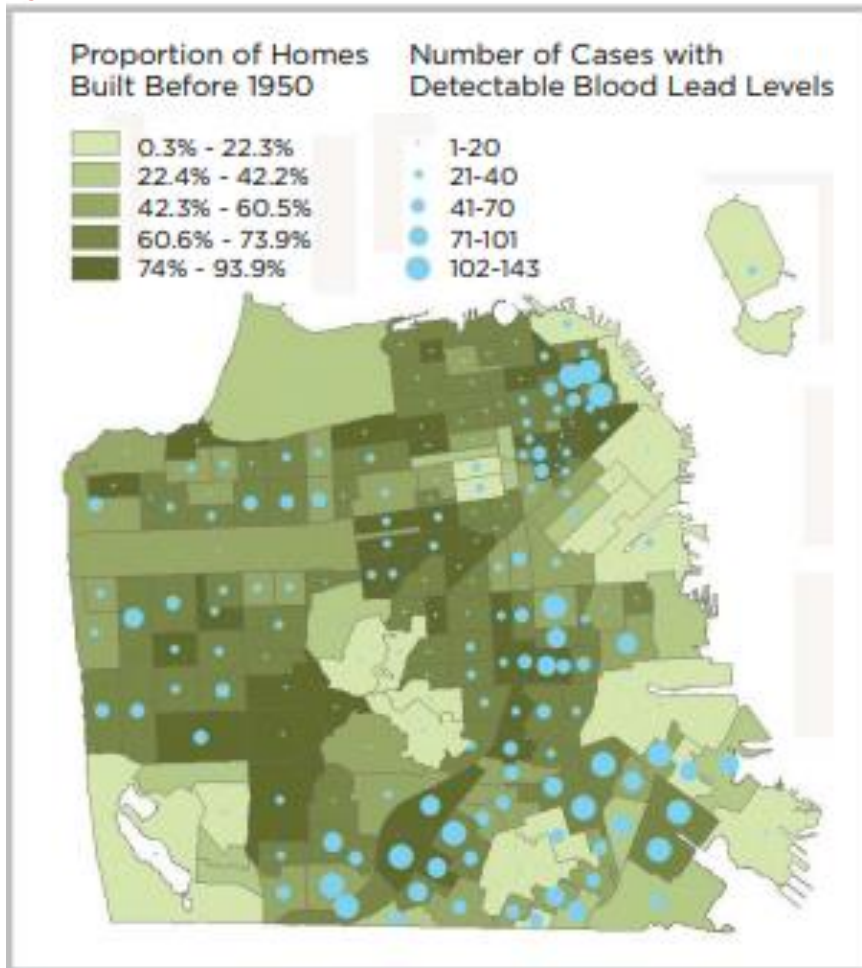 Proportion of Homes
Built Before 1950
0.3% - 22.3%
22.4% - 42.2%
42.3% - 60.5%
60.6% - 73.9%
74% - 93.9%
Number of Cases with
Detectable Blood Lead Levels
1-20
21-40
41-70
71-101
102-143